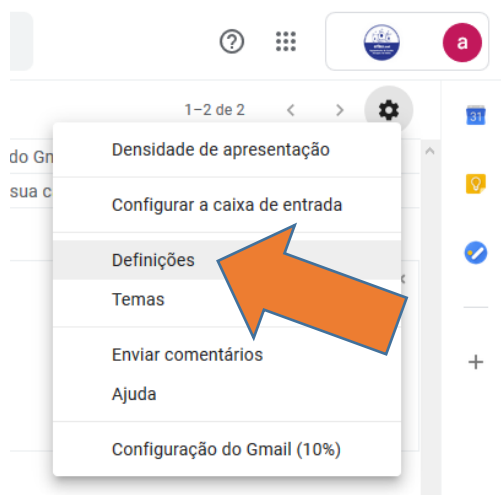 a
1–2 de 2
31
do Gn
Densidade de apresentação
sua c
Configurar a caixa de entrada
Definições
Temas
Enviar comentários
Ajuda
Configuração do Gmail (10%)